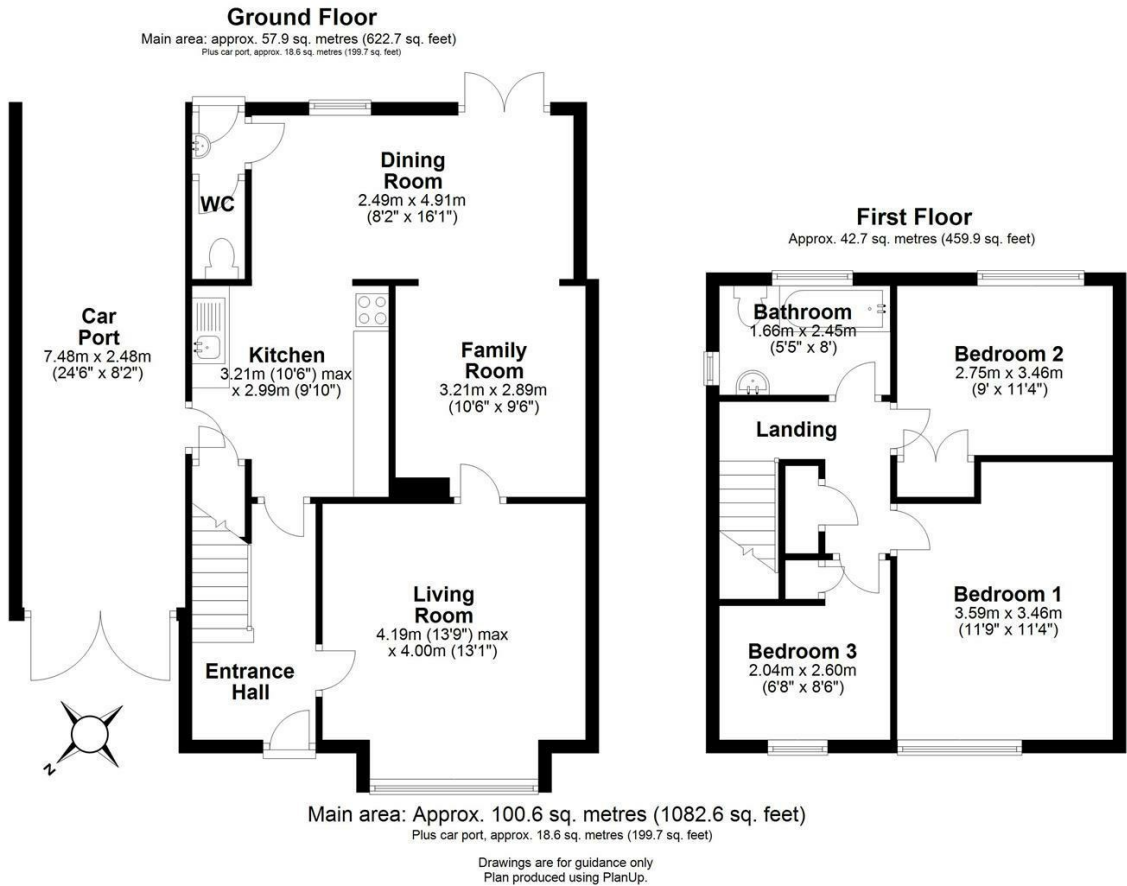 Ground Floor
Main area: approx. 57.9 sq. metres (622.7 sq. feet)
Plus car port, approx. 18.6 sq. metres (199.7 sq. feet)
Dining
Room
2.49m x 4.91m
(8'2" x 16'1")
WC
Car
Port
7.48m x 2.48m
(24'6" x 8'2")
Kitchen
3.21m (10'6") max
x 2.99m (9'10")
Family
Room
3.21m x 2.89m
(10'6" x 9'6")
Living
Room
4.19m (13'9") max
x 4.00m (13'1")
Entrance
Hall
N
First Floor
Approx. 42.7 sq. metres (459.9 sq. feet)
Bathroom
1.66m x 2.45m
(5'5" x 8')
Bedroom 2
2.75m x 3.46m
(9' x 11'4")
Landing
Bedroom 1
3.59m x 3.46m
(11'9" x 11'4")
Bedroom 3
2.04m x 2.60m
(6'8" x 8'6")
Main area: Approx. 100.6 sq. metres (1082.6 sq. feet)
Plus car port, approx. 18.6 sq. metres (199.7 sq. feet)
Drawings are for guidance only
Plan produced using PlanUp.